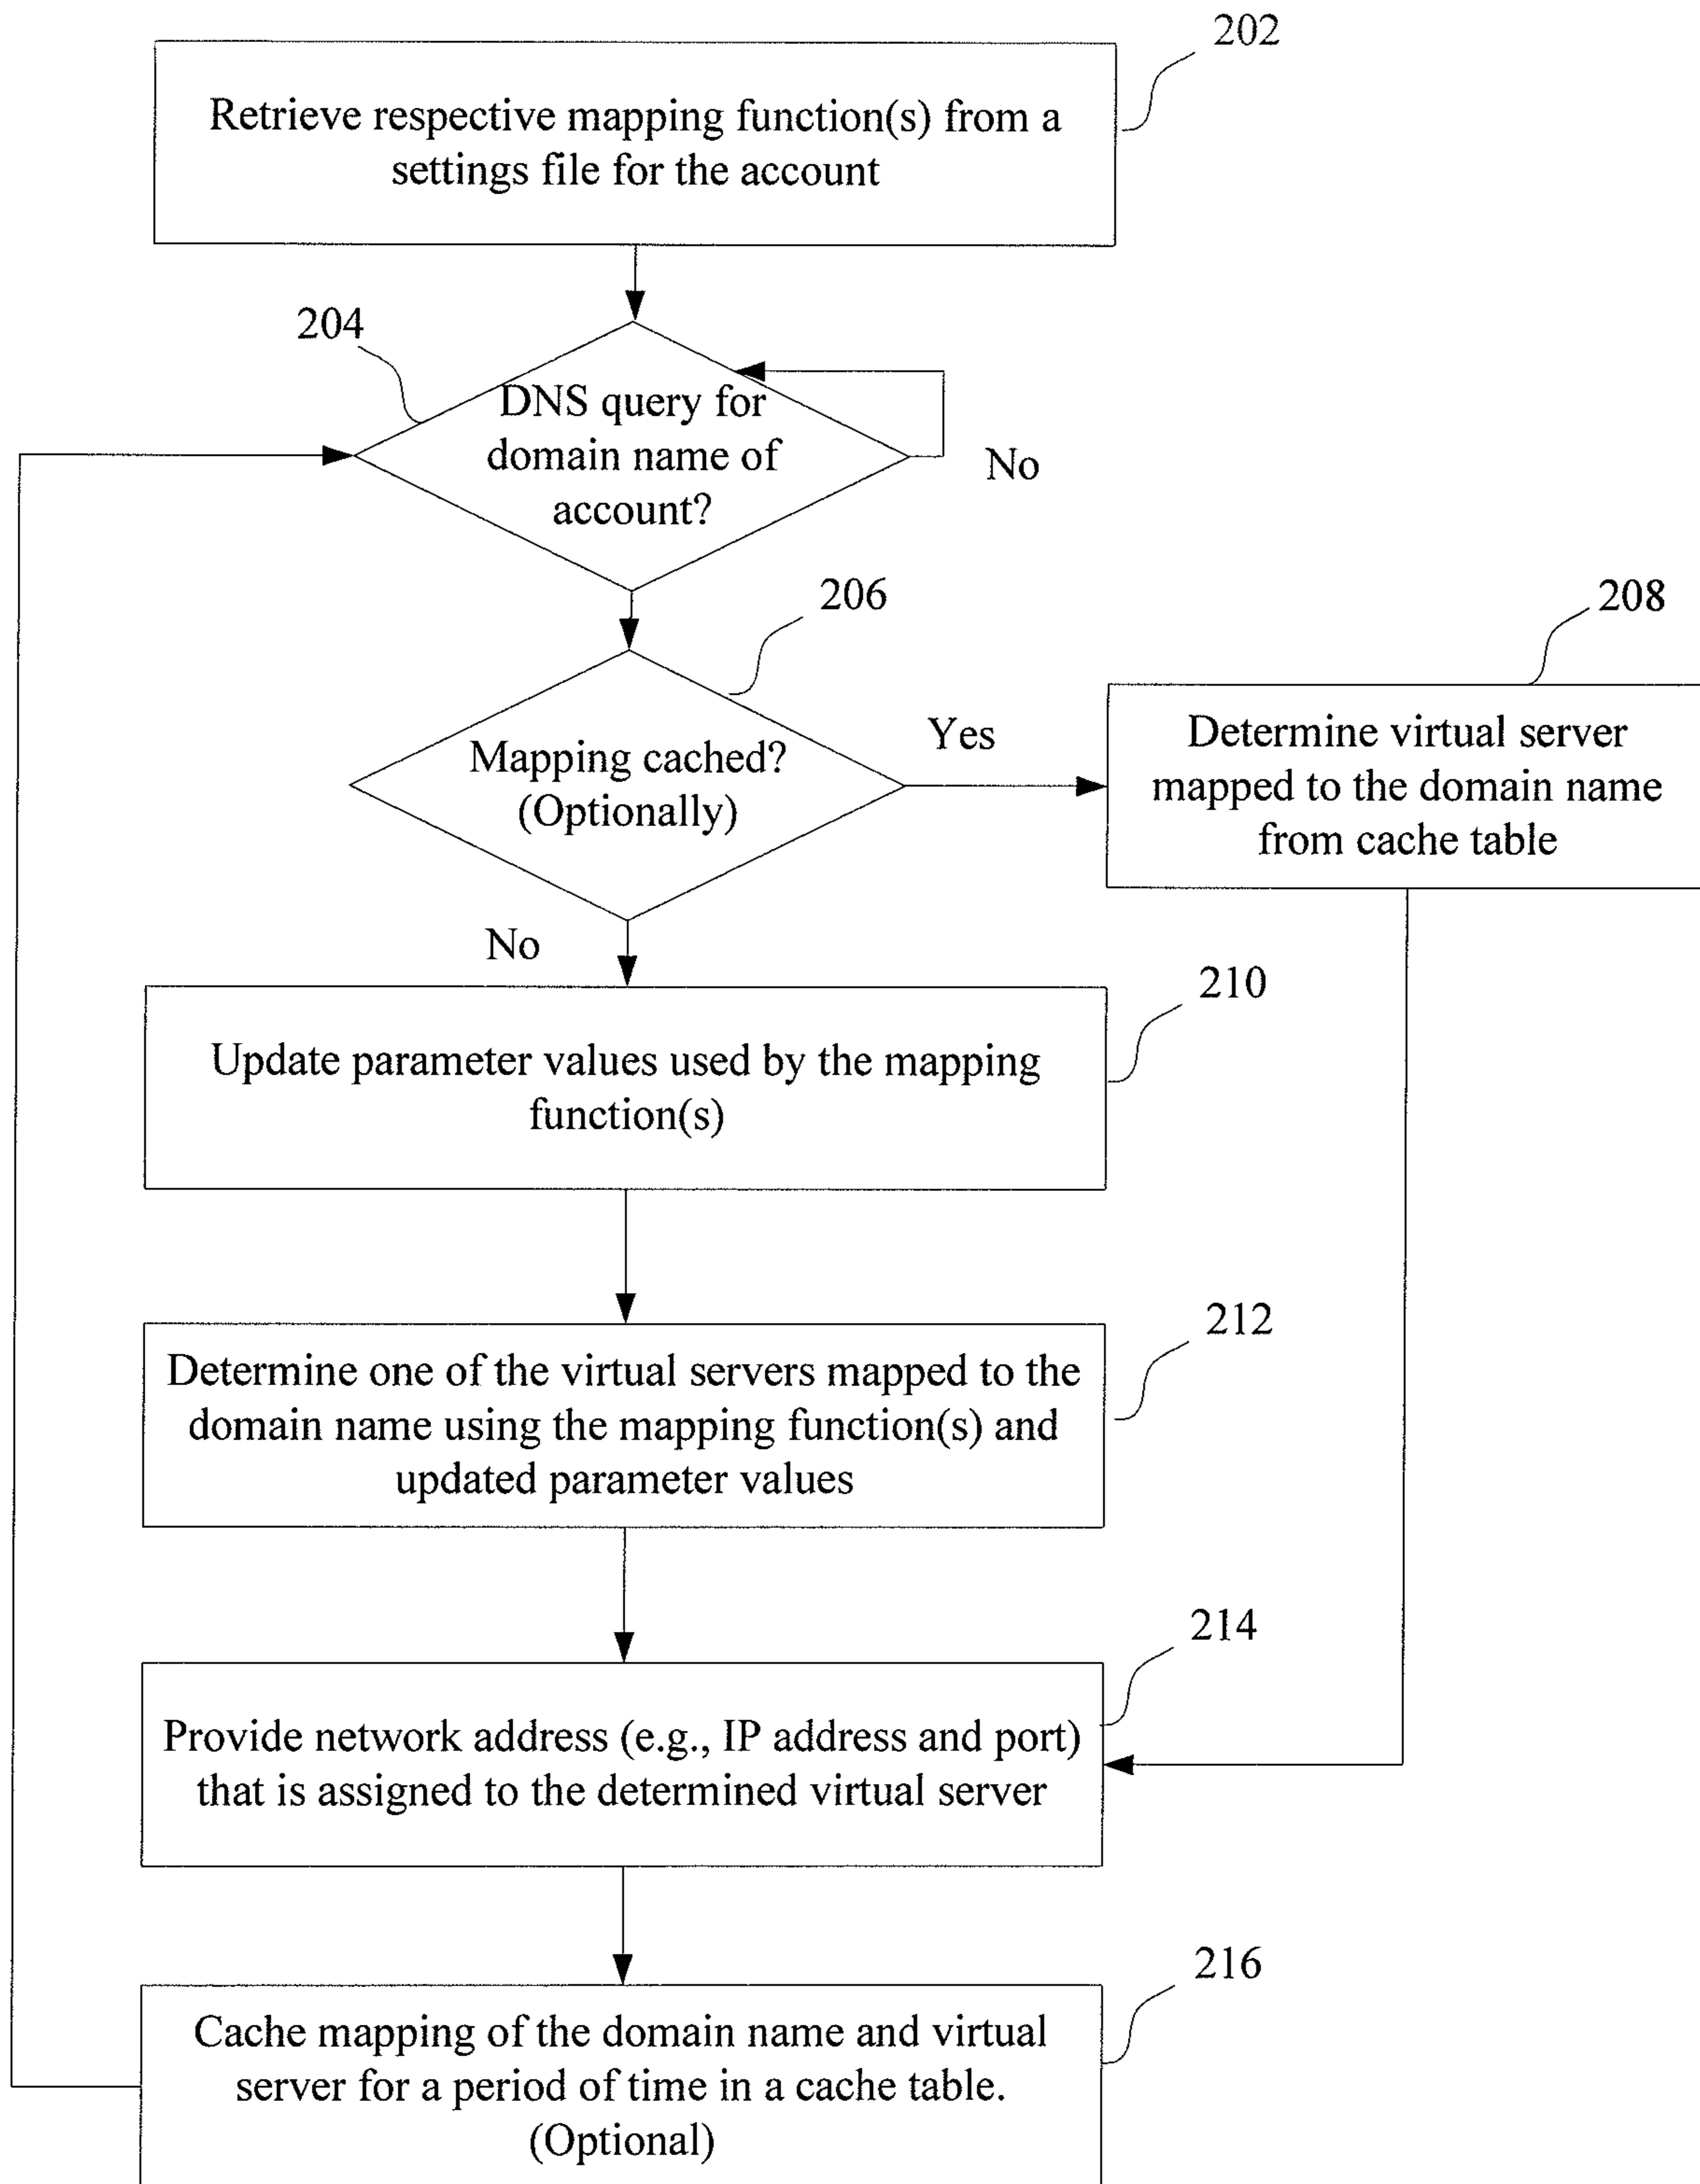 202
Retrieve respective mapping function(s) from a
settings file for the account
204
DNS query for
domain name of
account?
No
206
Mapping cached?
(Optionally)
Yes
208
Determine virtual server
mapped to the domain name
from cache table
No
210
Update parameter values used by the mapping
function(s)
212
Determine one of the virtual servers mapped to the
domain name using the mapping function(s) and
updated parameter values
214
Provide network address (e.g., IP address and port)
that is assigned to the determined virtual server
216
Cache mapping of the domain name and virtual
server for a period of time in a cache table.
(Optional)